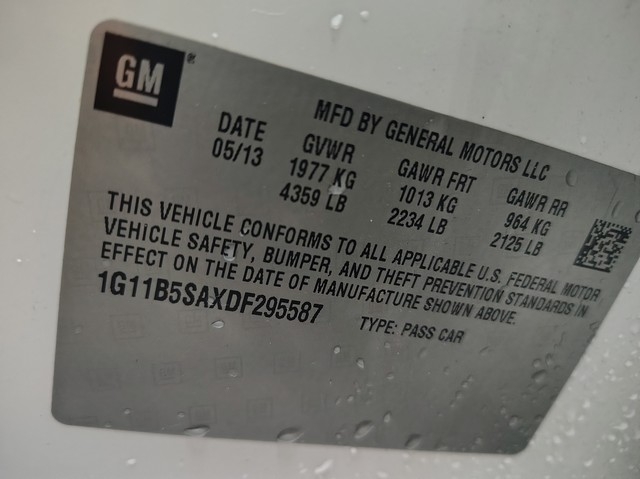 GM
MFD BY GENERAL MOTORS LLC
DATE GVWR GAWR FRT GAWR RR
05/13 1977 KG 1013 KG 964 KG
4359 LB 2234 LB 2125 LB
THIS VEHICLE CONFORMS TO ALL APPLICABLE U.S. FEDERAL MOTOR
VEHICLE SAFETY, BUMPER, AND THEFT PREVENTION STANDARDS IN
EFFECT ON THE DATE OF MANUFACTURE SHOWN ABOVE.
1G11B5SAXDF295587 TYPE: PASS CAR